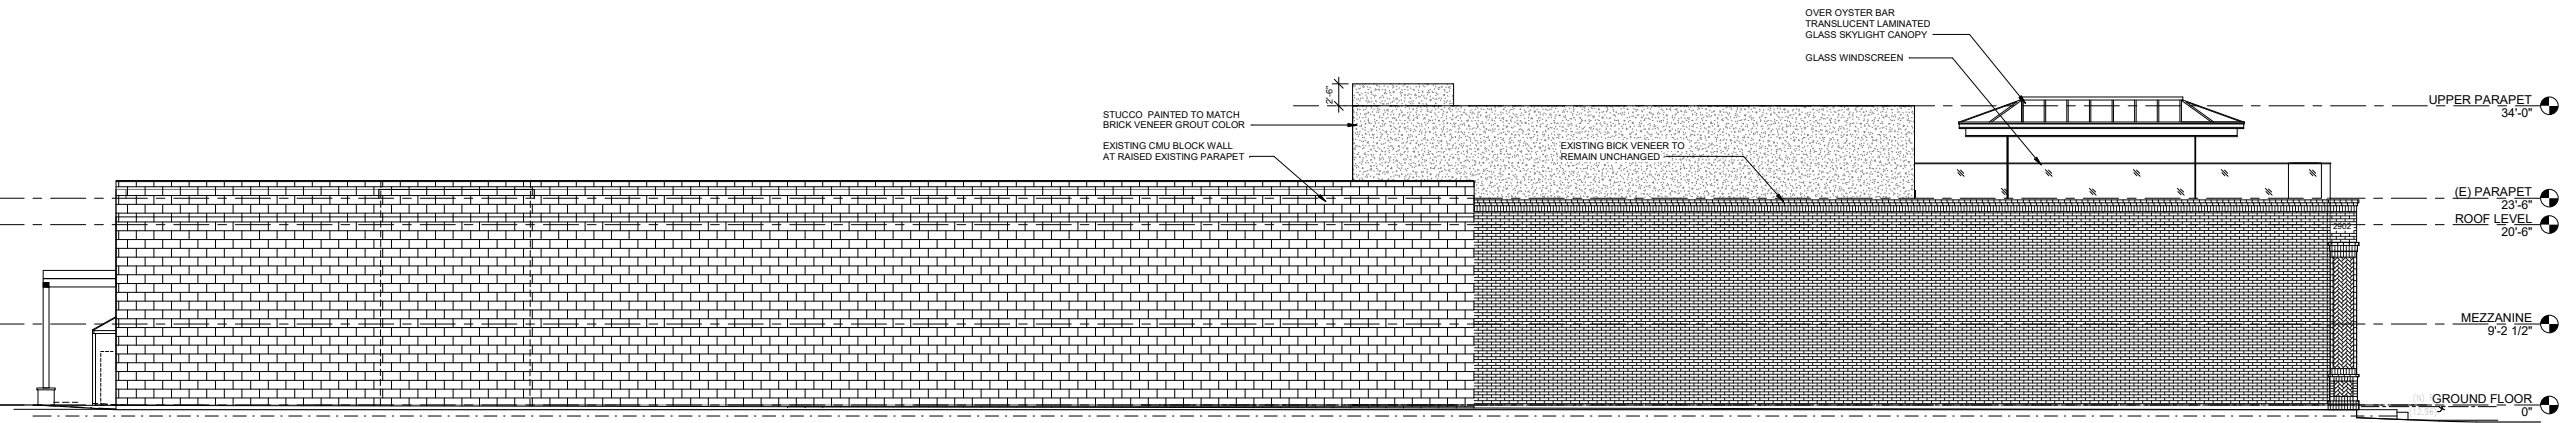 OVER OYSTER BAR
TRANSLUCENT LAMINATED
GLASS SKYLIGHT CANOPY
GLASS WINDSCREEN
2'-6"
STUCCO PAINTED TO MATCH
BRICK VENEER GROUT COLOR
EXISTING CMU BLOCK WALL
AT RAISED EXISTING PARAPET
EXISTING BICK VENEER TO
REMAIN UNCHANGED
UPPER PARAPET
34'-0"
(E) PARAPET
23'-6"
ROOF LEVEL
20'-6"
2902
MEZZANINE
9'-2 1/2"
(N)
GROUND FLOOR
0"